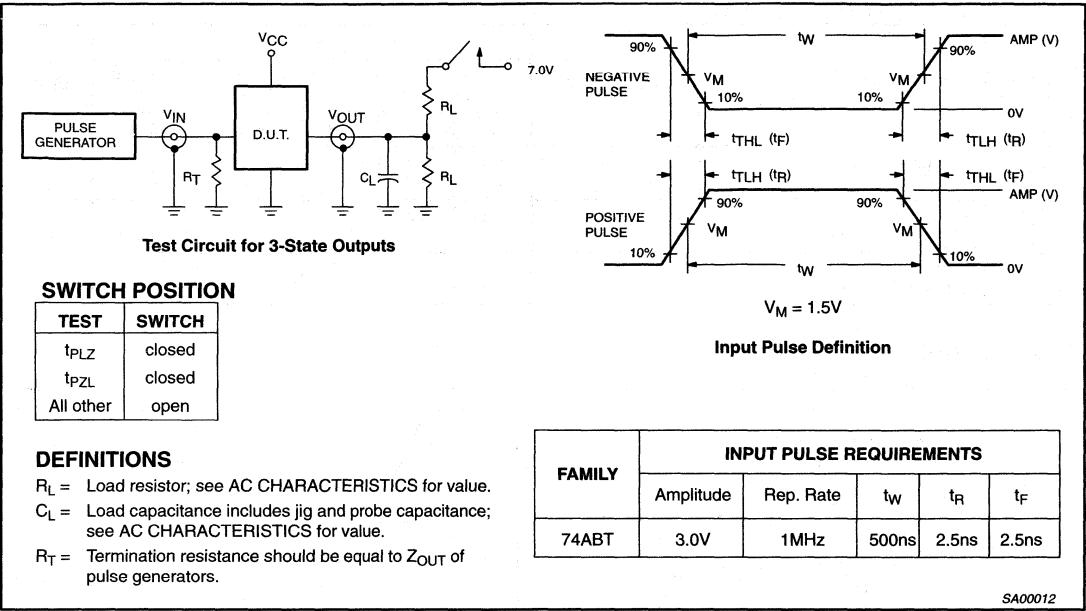 VCC
7.0V
RL
PULSE
GENERATOR
VIN
D.U.T.
VOUT
RT
CL
RL
Test Circuit for 3-State Outputs
90%
tW
90%
AMP (V)
NEGATIVE
PULSE
VM
VM
10%
10%
0V
tTHL (tF)
tTLH (tR)
tTLH (tR)
tTHL (tF)
AMP (V)
90%
90%
POSITIVE
PULSE
VM
VM
10%
10%
tW
0V
VM = 1.5V
Input Pulse Definition
SWITCH POSITION
TEST SWITCH
tPLZ closed
tPZL closed
All other open
DEFINITIONS
RL = Load resistor; see AC CHARACTERISTICS for value.
CL = Load capacitance includes jig and probe capacitance;
see AC CHARACTERISTICS for value.
RT = Termination resistance should be equal to ZOUT of
pulse generators.
FAMILY INPUT PULSE REQUIREMENTS
Amplitude Rep. Rate tW tR tF
74ABT 3.0V 1MHz 500ns 2.5ns 2.5ns
SA00012